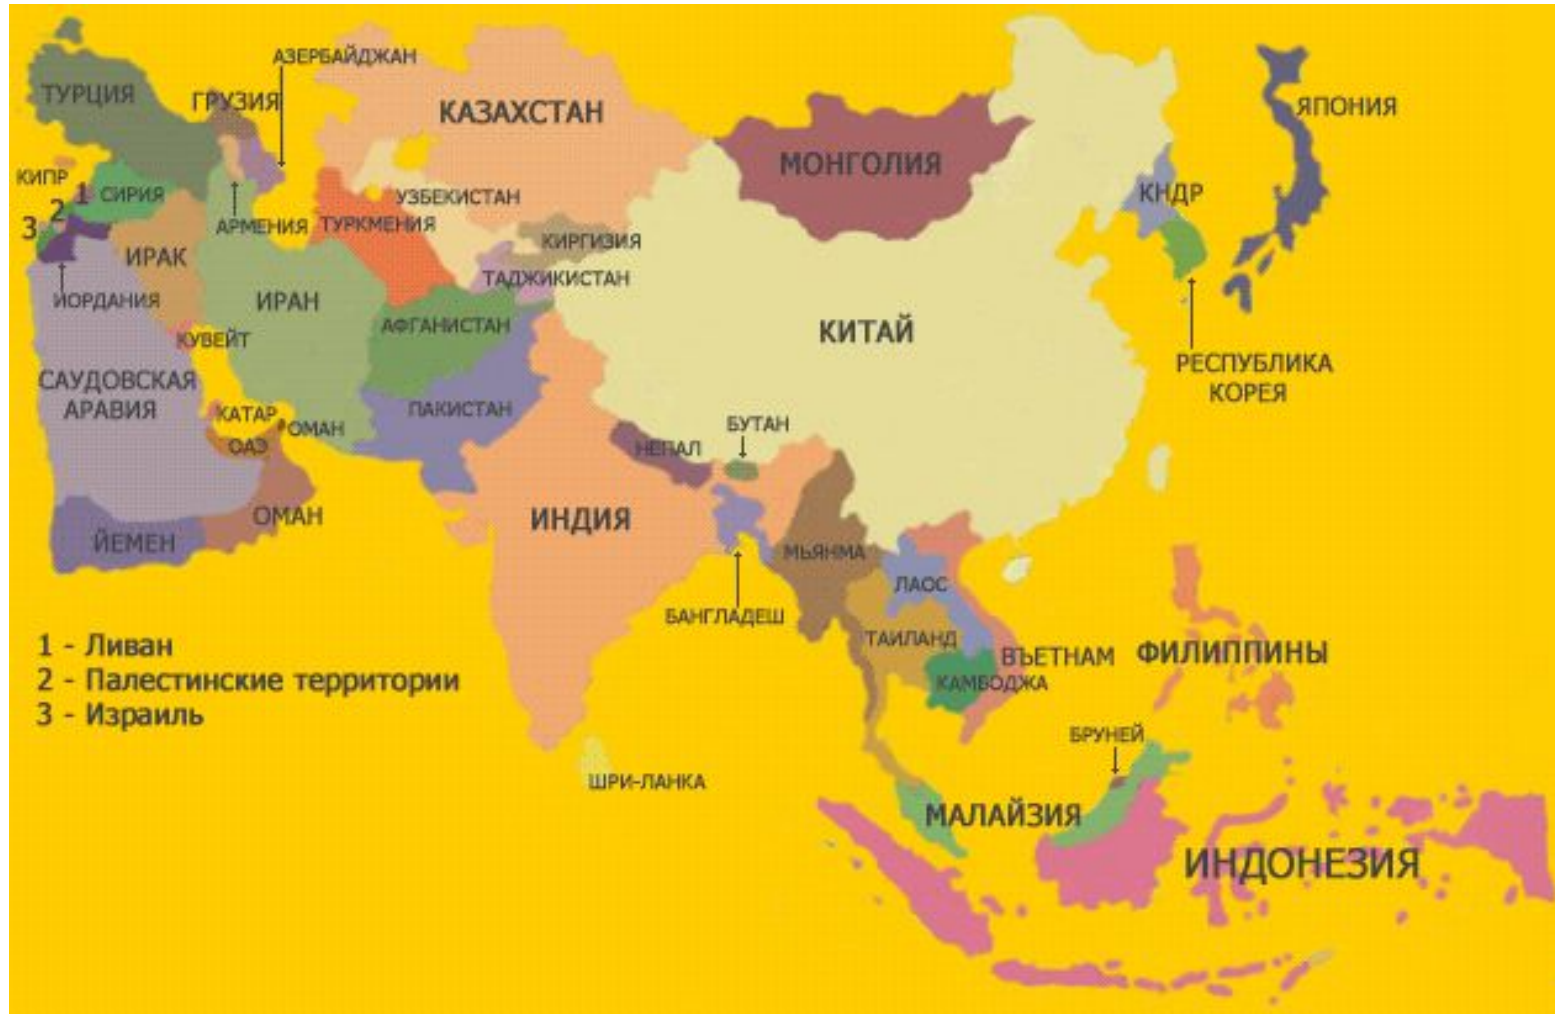 АЗЕРБАЙДЖАН
ТУРЦИЯ
ГРУЗИЯ
КАЗАХСТАН
ЯПОНИЯ
МОНГОЛИЯ
КИПР
1
СИРИЯ
УЗБЕКИСТАН
КНДР
2
3
АРМЕНИЯ
ТУРКМЕНИЯ
КИРГИЗИЯ
ИРАК
ТАДЖИКИСТАН
ИОРДАНИЯ
ИРАН
АФГАНИСТАН
КИТАЙ
КУВЕЙТ
РЕСПУБЛИКА
КОРЕЯ
САУДОВСКАЯ
АРАВИЯ
КАТАР
ОМАН
ПАКИСТАН
БУТАН
ОАЭ
НЕПАЛ
ОМАН
ИНДИЯ
ЙЕМЕН
МЬЯНМА
ЛАОС
БАНГЛАДЕШ
ТАИЛАНД
ВЪЕТНАМ
ФИЛИППИНЫ
КАМБОДЖА
1 - Ливан
2 - Палестинские территории
3 - Израиль
БРУНЕЙ
ШРИ-ЛАНКА
МАЛАЙЗИЯ
ИНДОНЕЗИЯ